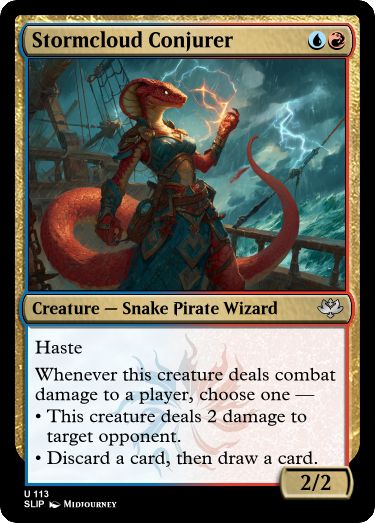 Stormcloud Conjurer
Creature — Snake Pirate Wizard
Haste
Whenever this creature deals combat
damage to a player, choose one —
• This creature deals 2 damage to
target opponent.
• Discard a card, then draw a card.
2/2
U 113
SLIP Midjourney